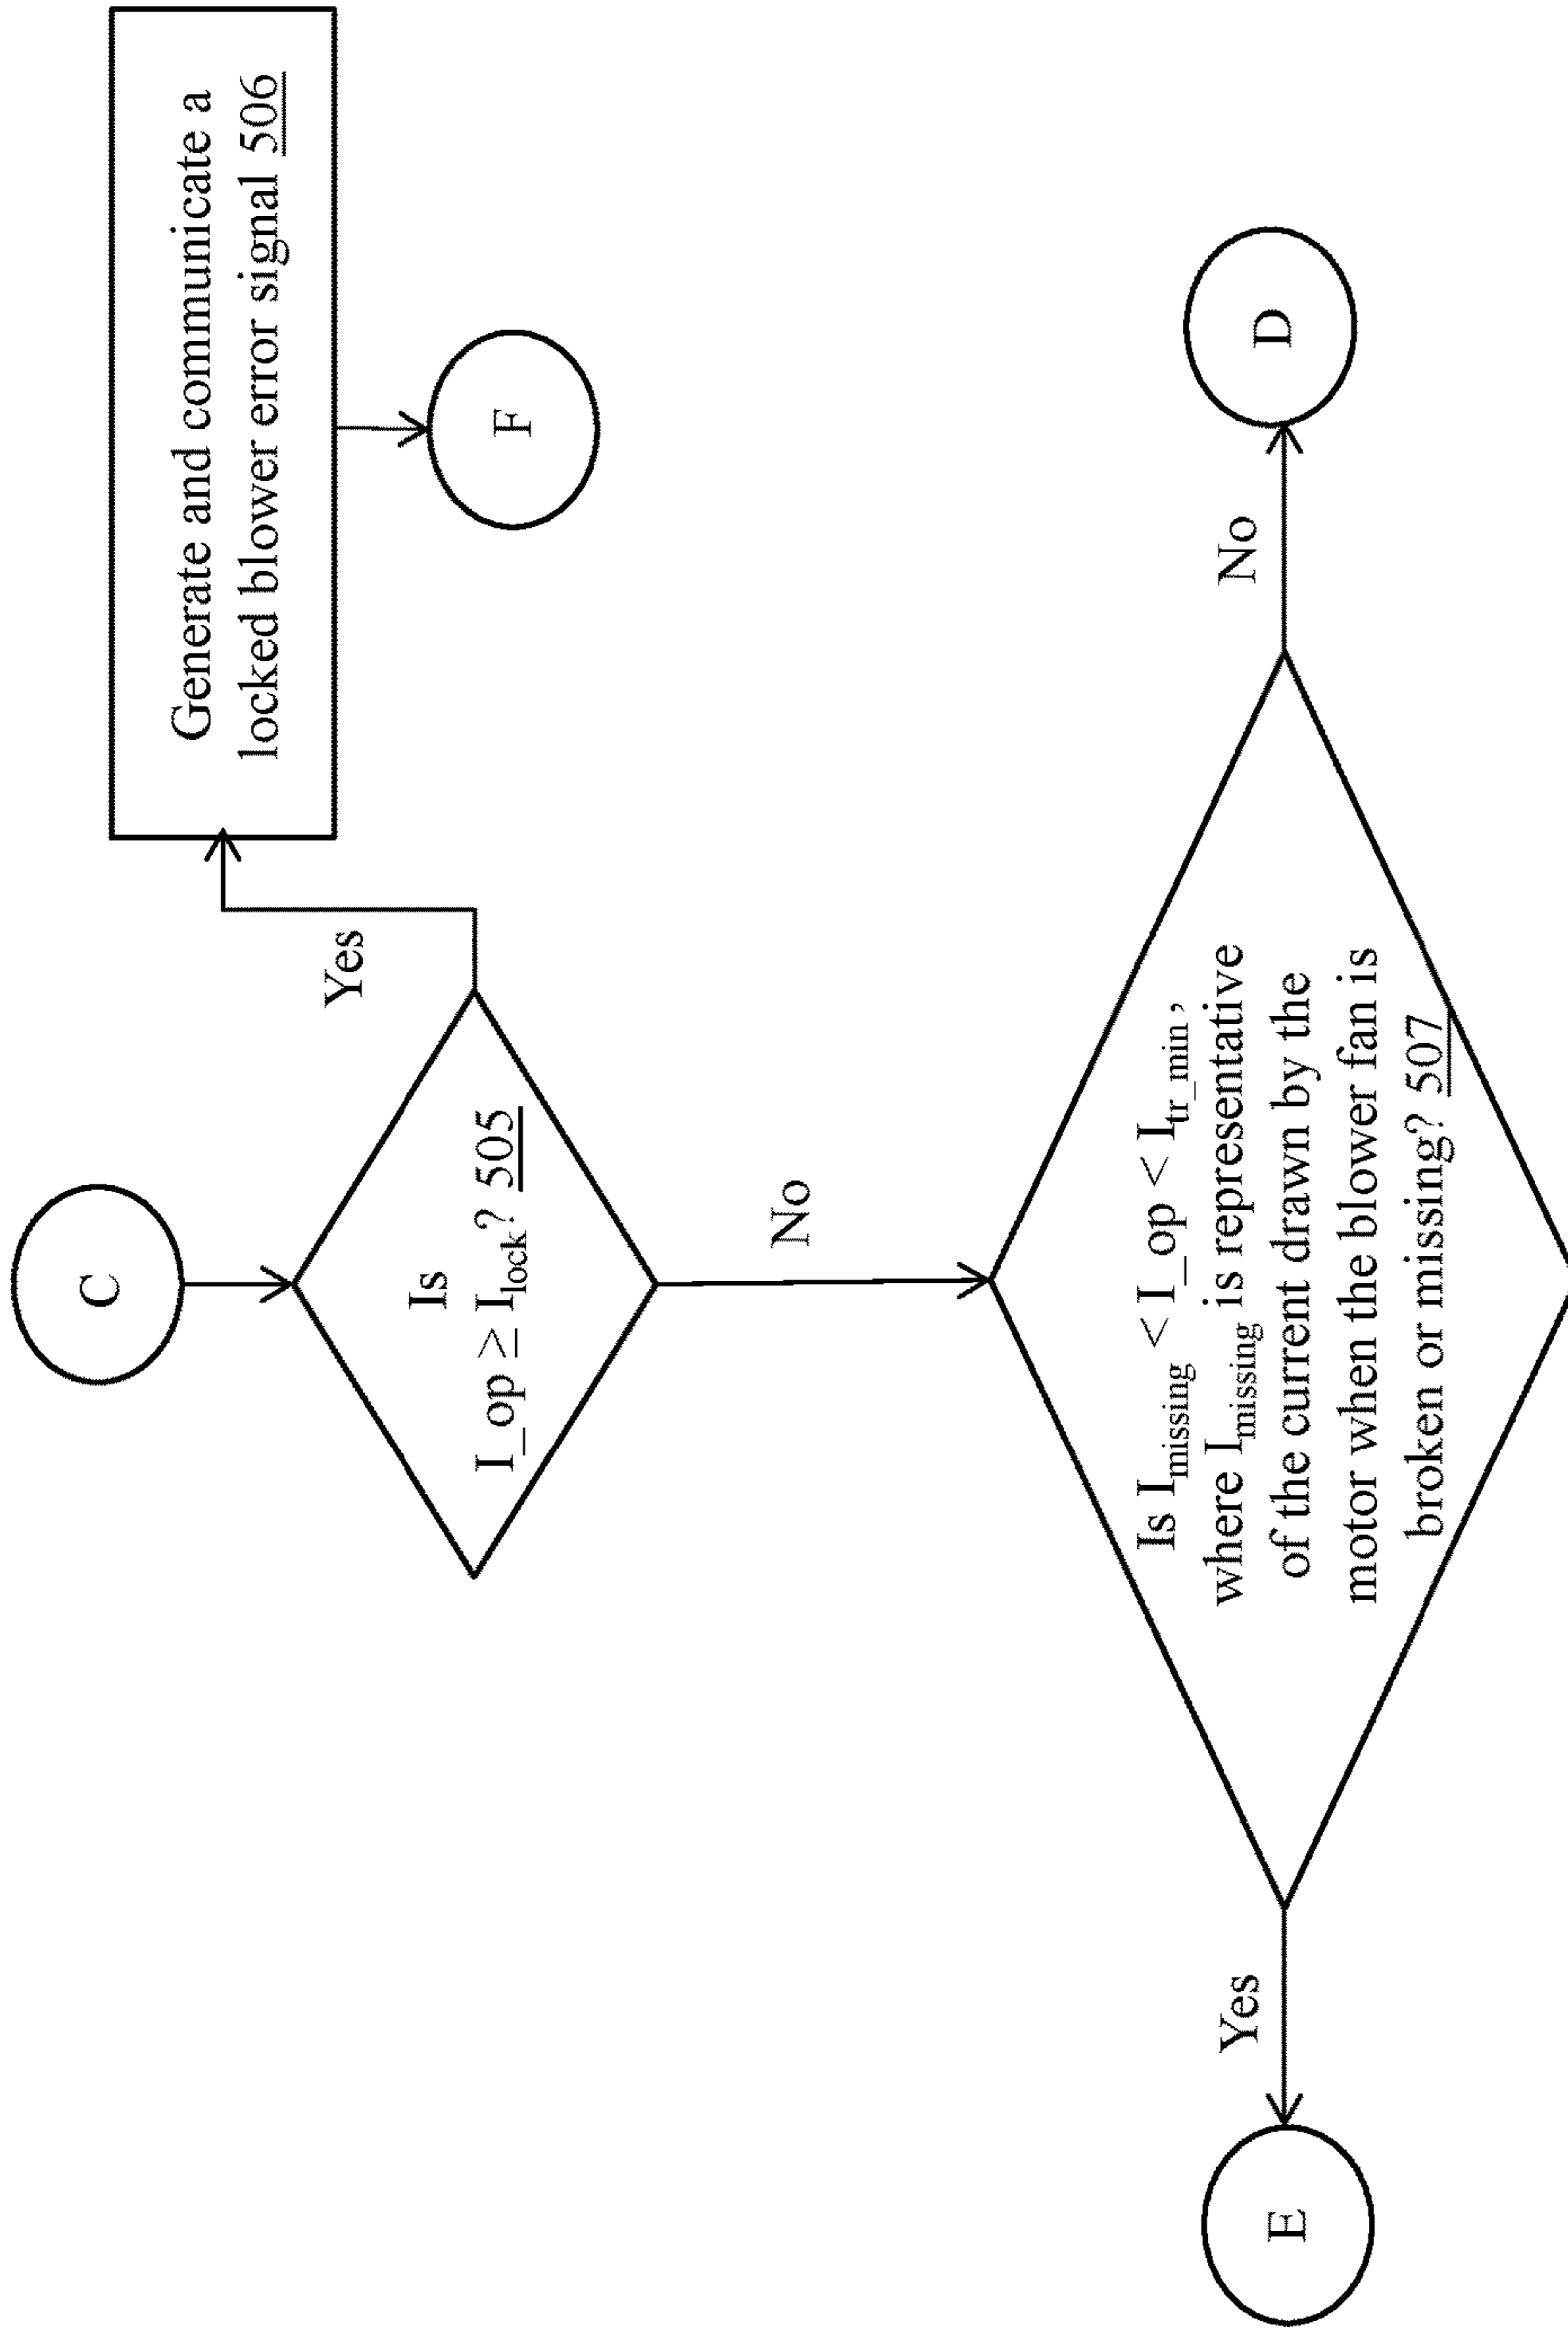 C
Is
I_op ≥ I_lock? 505
Yes
Generate and communicate a
locked blower error signal 506
F
No
Is I_missing < I_op < I_tr_min,
where I_missing is representative
of the current drawn by the
motor when the blower fan is
broken or missing? 507
Yes
E
No
D